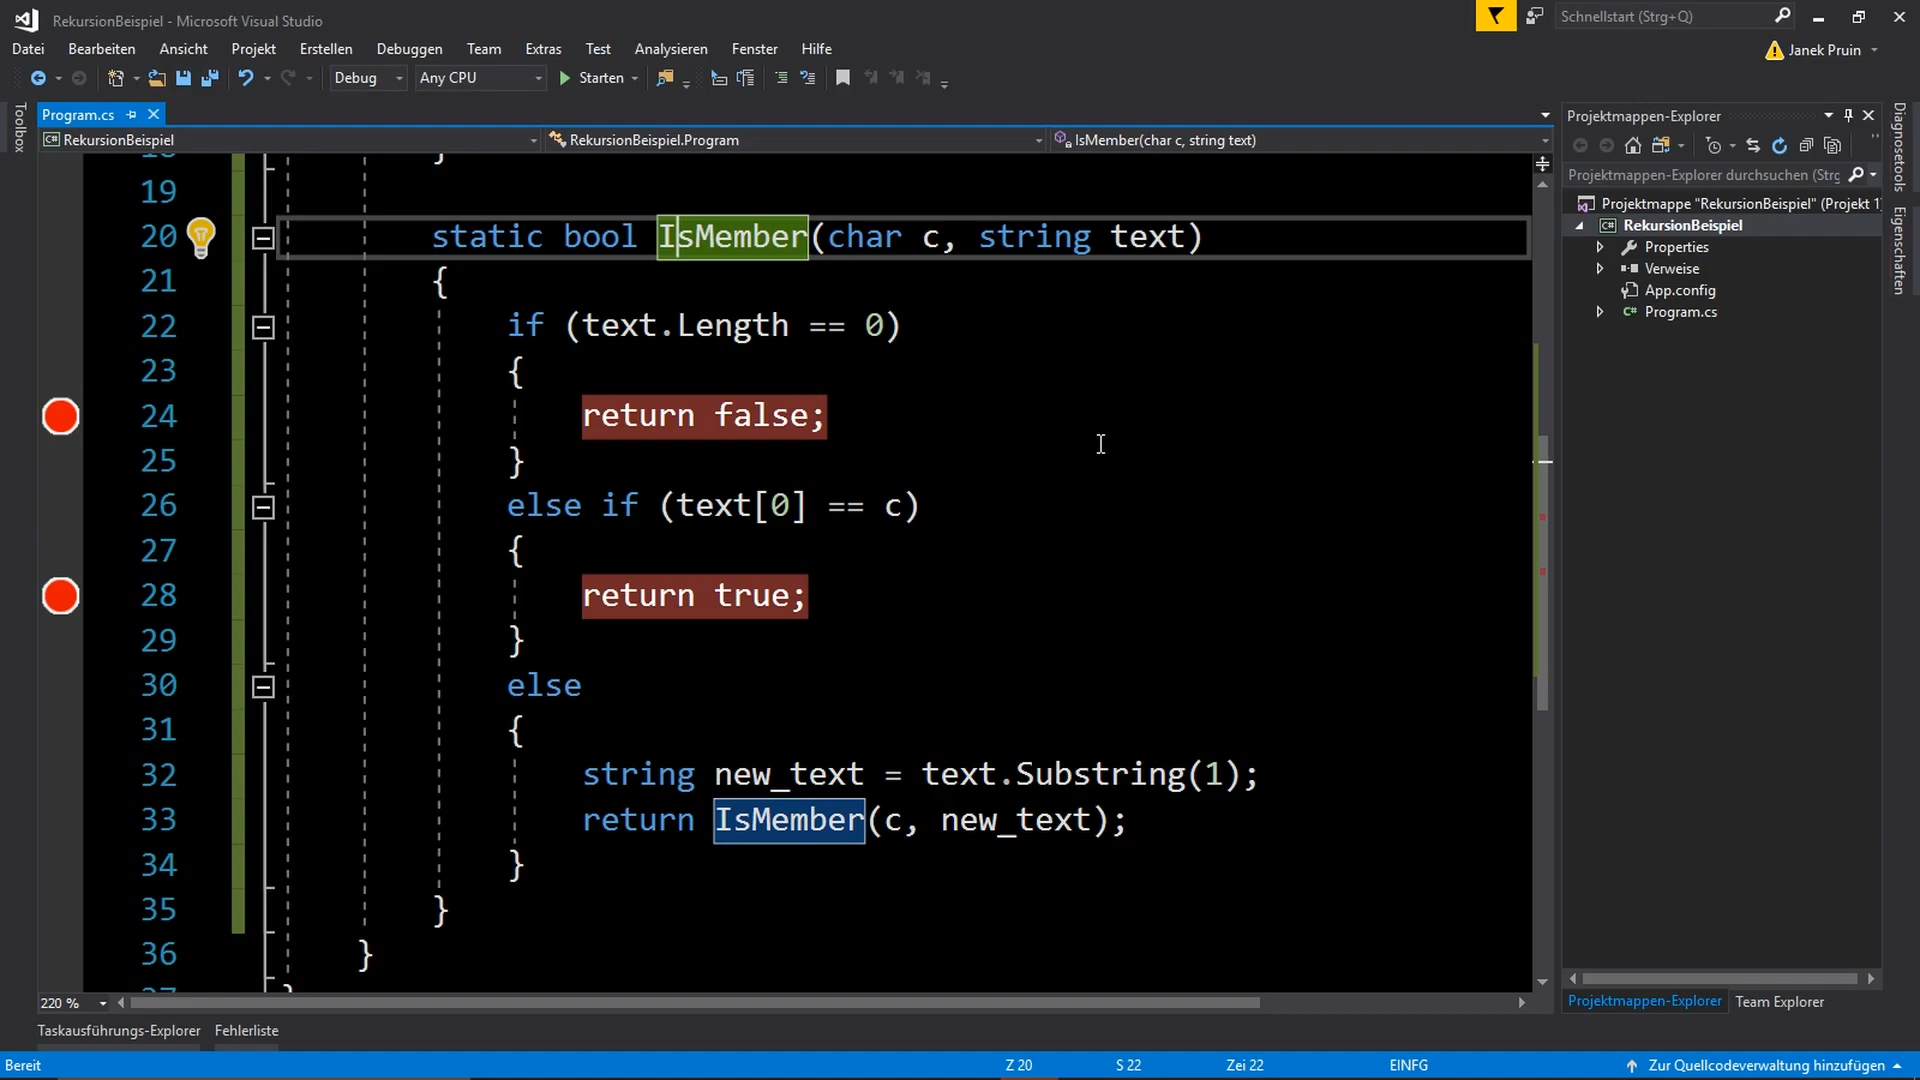 RekursionBeispiel - Microsoft Visual Studio
Schnellstart (Strg+Q)
Datei Bearbeiten Ansicht Projekt Erstellen Debuggen Team Extras Test Analysieren Fenster Hilfe
Janek Pruin
Debug Any CPU Starten
Toolbox
Program.cs
RekursionBeispiel RekursionBeispiel.Program IsMember(char c, string text)
19
20 static bool IsMember(char c, string text)
21 {
22 if (text.Length == 0)
23 {
24 return false;
25 }
26 else if (text[0] == c)
27 {
28 return true;
29 }
30 else
31 {
32 string new_text = text.Substring(1);
33 return IsMember(c, new_text);
34 }
35 }
36 }
220 %
Projektmappen-Explorer
Projektmappen-Explorer durchsuchen (Strg
Projektmappe "RekursionBeispiel" (Projekt 1
RekursionBeispiel
Properties
Verweise
App.config
Program.cs
Projektmappen-Explorer Team Explorer
Diagnosetools
Eigenschaften
Taskausführungs-Explorer Fehlerliste
Bereit Z 20 S 22 Zei 22 EINFG Zur Quellcodeverwaltung hinzufügen